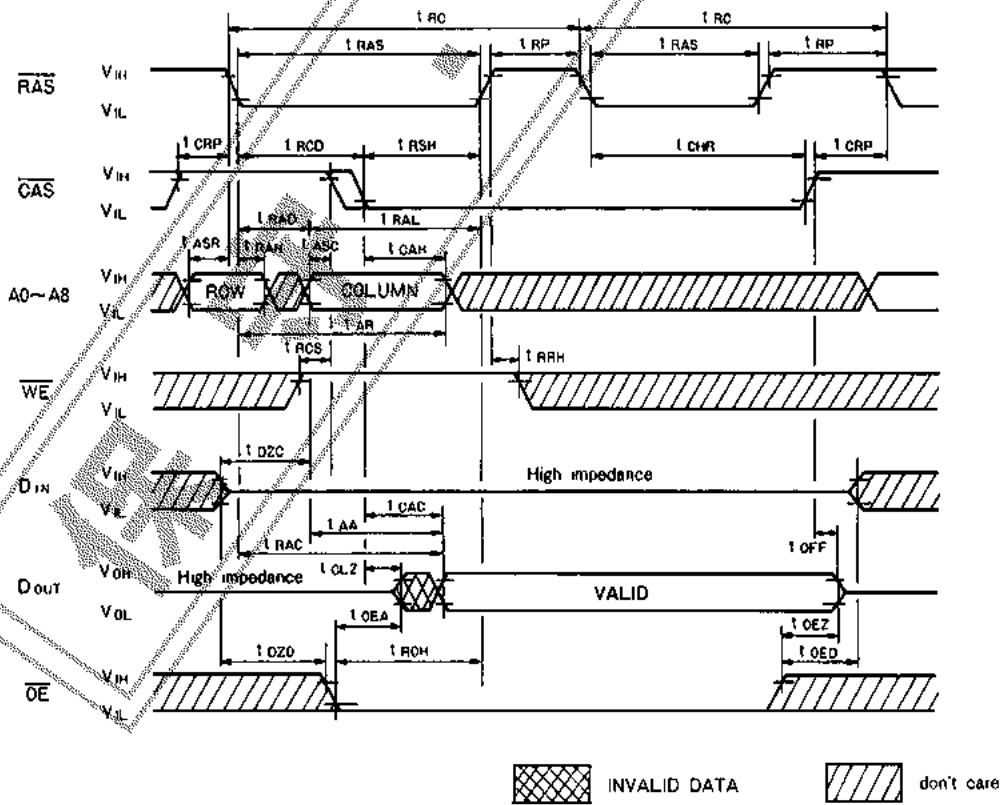 t RC t RC
t RAS t RP t RAS t RP
RAS VIH
VIL
t CRP t RCD t RSH t CHR t CRP
CAS VIH
VIL
t RAD t RAL
t ASR t RAH t ASC t CAH
A0~A8 VIH ROW COLUMN
VIL
t AR
t RCS t RRH
WE VIH
VIL
t DZC
DIN VIH High impedance
VIL
t CAC
t AA
t RAC t OFF
DOUT VOH High impedance t CLZ VALID
VOL
t OEA t OEZ
t DZO t ROH t OED
OE VIH
VIL
INVALID DATA don't care